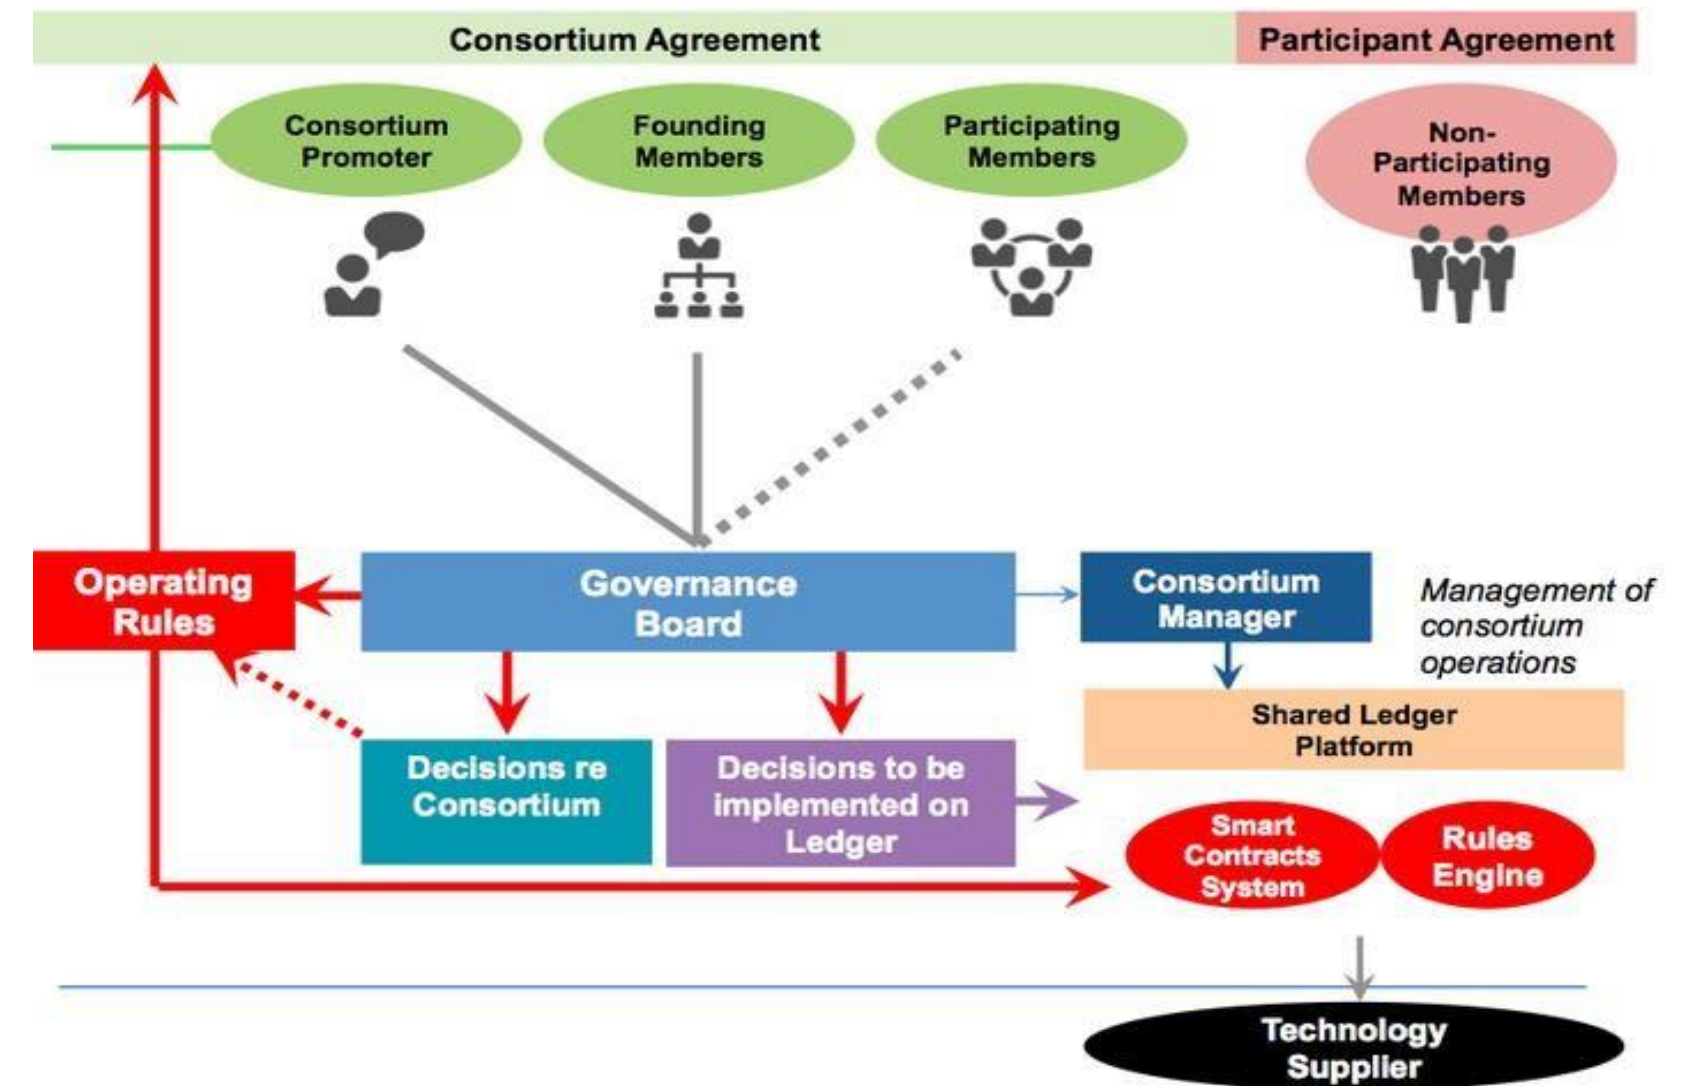 Consortium Agreement
Participant Agreement
Consortium
Promoter
Founding
Members
Participating
Members
Non-
Participating
Members
Operating
Rules
Governance
Board
Consortium
Manager
Management of
consortium
operations
Shared Ledger
Platform
Decisions re
Consortium
Decisions to be
implemented on
Ledger
Smart
Contracts
System
Rules
Engine
Technology
Supplier